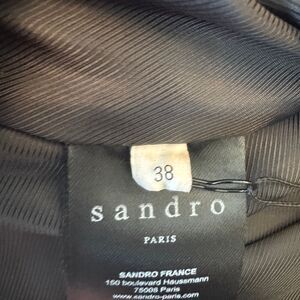 38
sandro
PARIS
SANDRO FRANCE
150 boulevard Haussmann
75008 Paris
www.sandro-paris.com